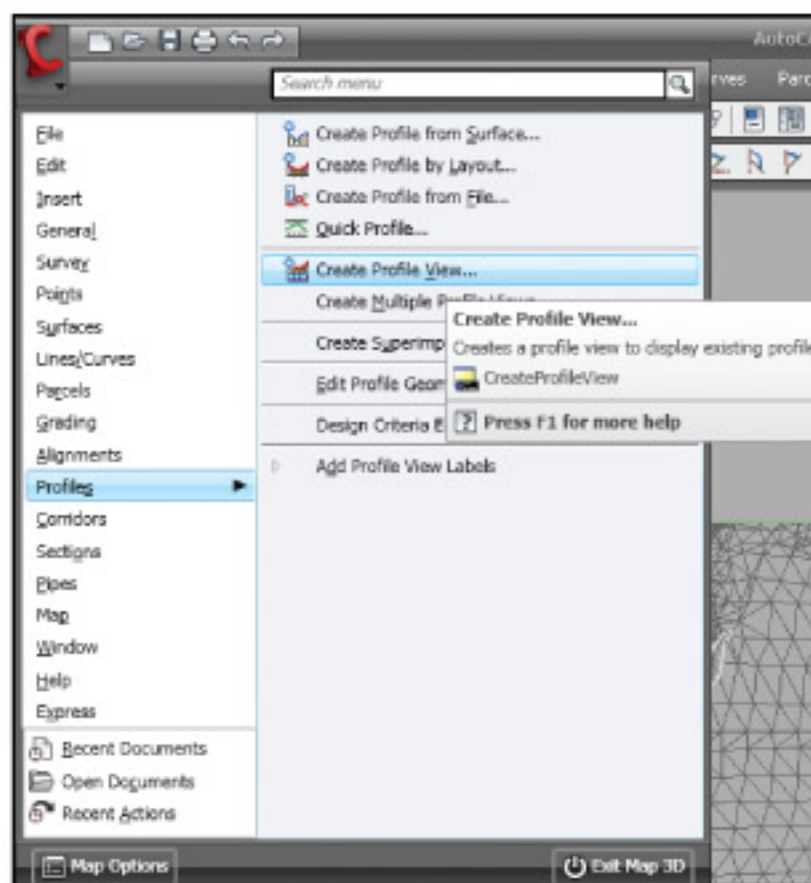 AutoC
Search menu
rves Parc
File
Edit
Insert
General
Survey
Points
Surfaces
Lines/Curves
Parcels
Grading
Alignments
Profiles
Corridors
Sections
Pipes
Map
Window
Help
Express
Recent Documents
Open Documents
Recent Actions
Create Profile from Surface...
Create Profile by Layout...
Create Profile from File...
Quick Profile...
Create Profile View...
Create Multiple Profile Views...
Create Superimp
Edit Profile Geom
Design Criteria E
Add Profile View Labels
Create Profile View...
Creates a profile view to display existing profile
CreateProfileView
Press F1 for more help
Map Options
Exit Map 3D